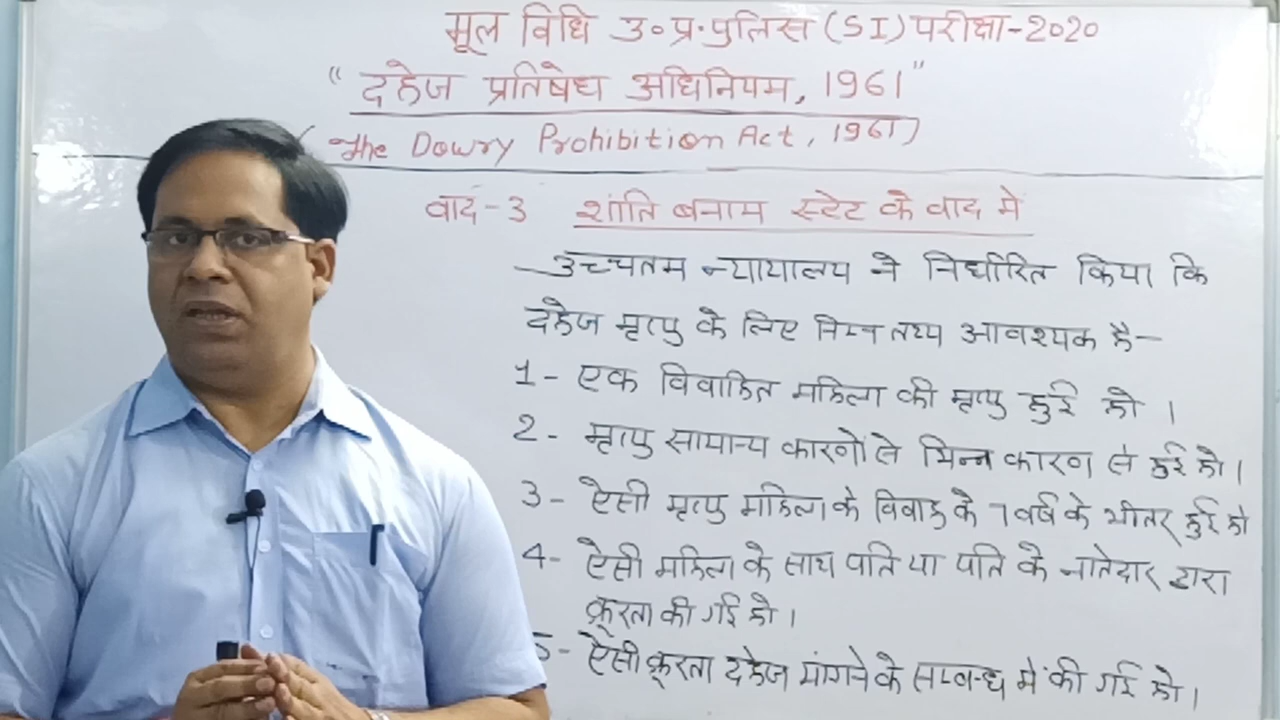 मूल विधि उ०प्र०पुलिस (SI) परीक्षा-2020
"दहेज प्रतिषेध अधिनियम, 1961"
(The Dowry Prohibition Act, 1961)
वाद-3 शांति बनाम स्टेट के वाद मे
उच्चतम न्यायालय ने निर्धारित किया कि
दहेज मृत्यु के लिए निम्न तथ्य आवश्यक है-
1- एक विवाहित महिला की मृत्यु हुई हो ।
2- मृत्यु सामान्य कारणों से भिन्न कारण से हुई हो ।
3- ऐसी मृत्यु महिला के विवाह के 7 वर्ष के भीतर हुई हो
4- ऐसी महिला के साथ पति या पति के नातेदार द्वारा
क्रूरता की गई हो ।
5- ऐसी क्रूरता दहेज मांगने के सम्बन्ध में की गई हो ।